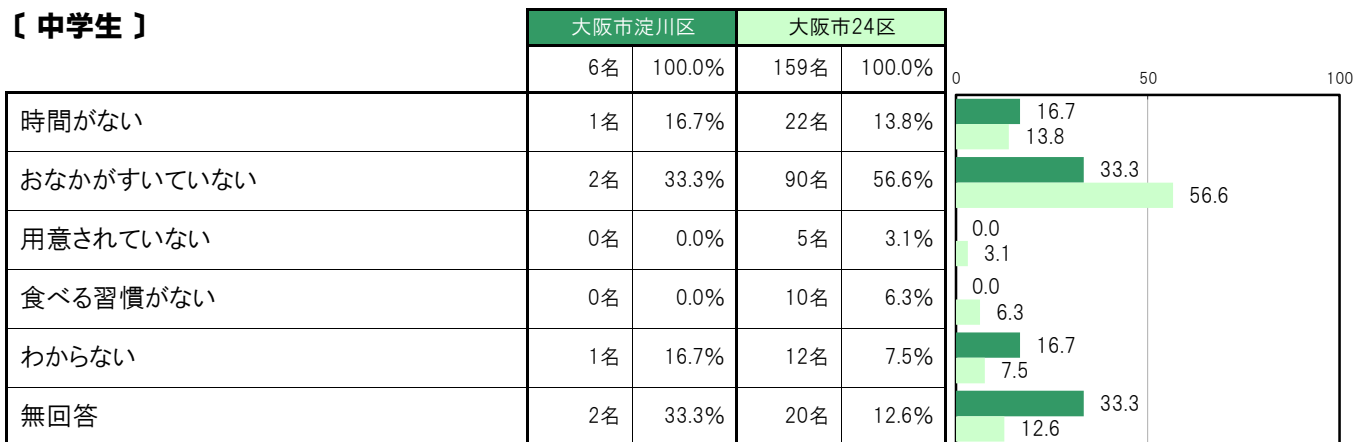 〔 中学生 〕
大阪市淀川区 大阪市24区
6名 100.0% 159名 100.0% 0 50 100
時間がない 1名 16.7% 22名 13.8% 16.7
13.8
おなかがすいていない 2名 33.3% 90名 56.6% 33.3
56.6
用意されていない 0名 0.0% 5名 3.1% 0.0
3.1
食べる習慣がない 0名 0.0% 10名 6.3% 0.0
6.3
わからない 1名 16.7% 12名 7.5% 16.7
7.5
無回答 2名 33.3% 20名 12.6% 33.3
12.6